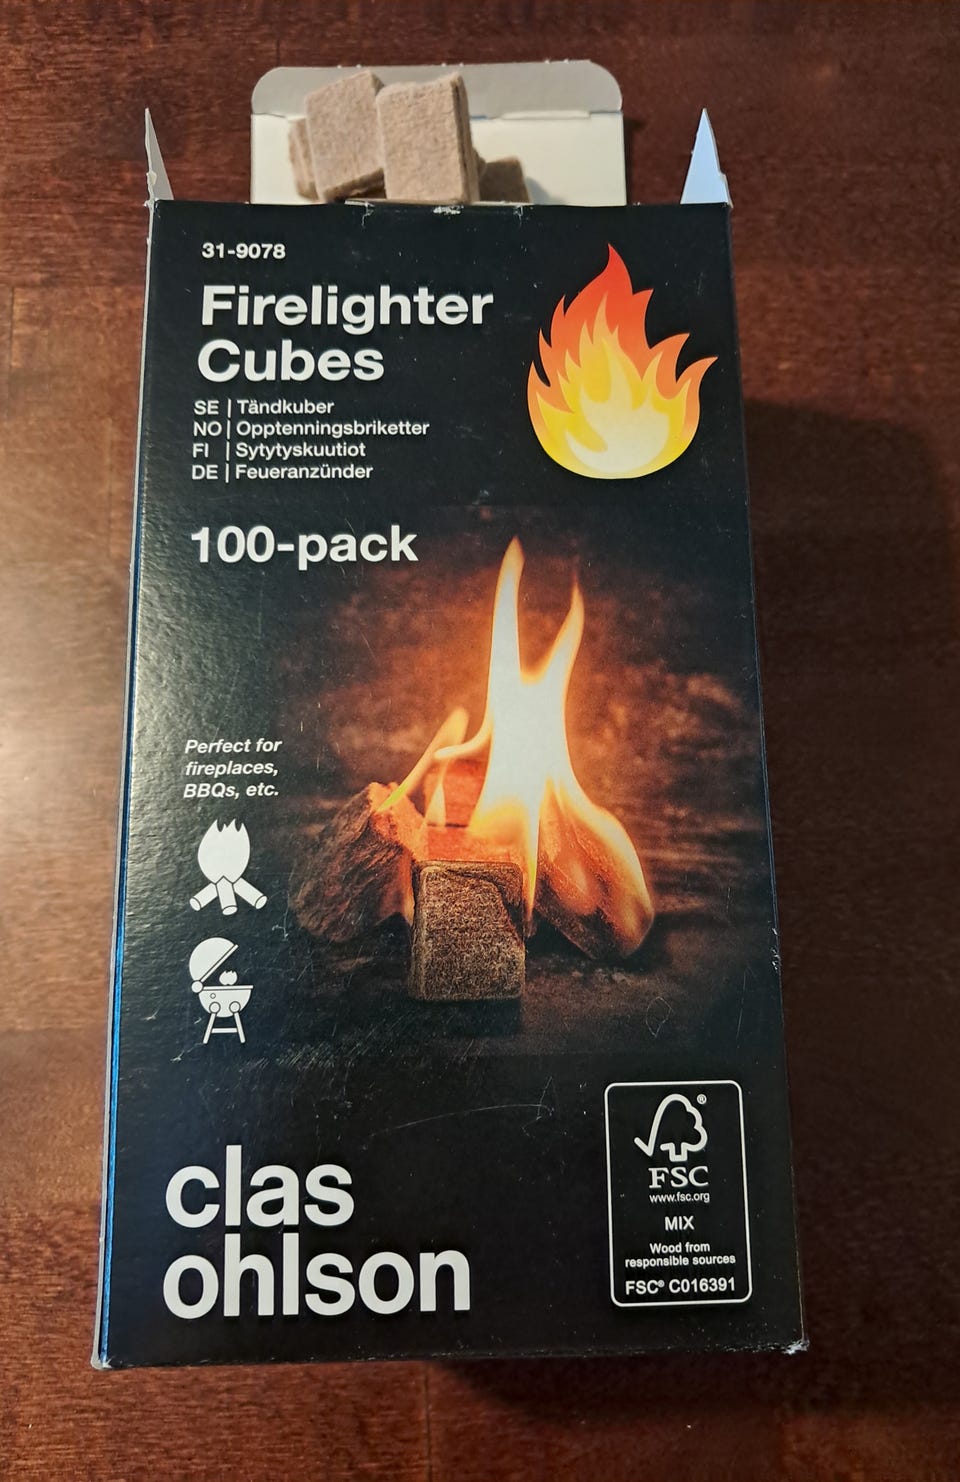 31-9078
Firelighter
Cubes
SE | Tändkuber
NO | Opptenningsbriketter
FI | Sytytyskuutiot
DE | Feueranzünder
100-pack
Perfect for
fireplaces,
BBQs, etc.
clas
ohlson
®
FSC
www.fsc.org
MIX
Wood from
responsible sources
FSC® C016391